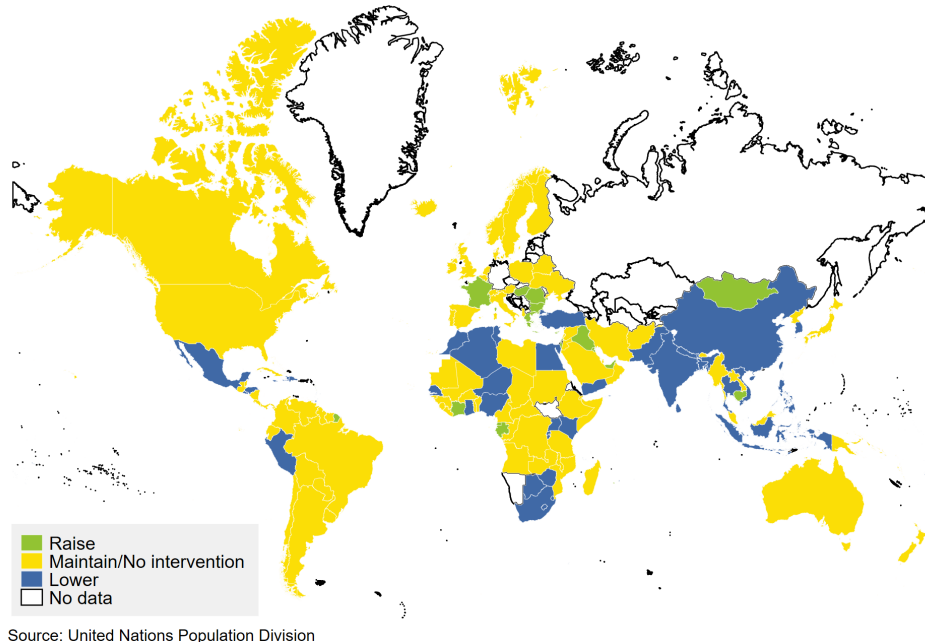 Raise
Maintain/No intervention
Lower
No data
Source: United Nations Population Division